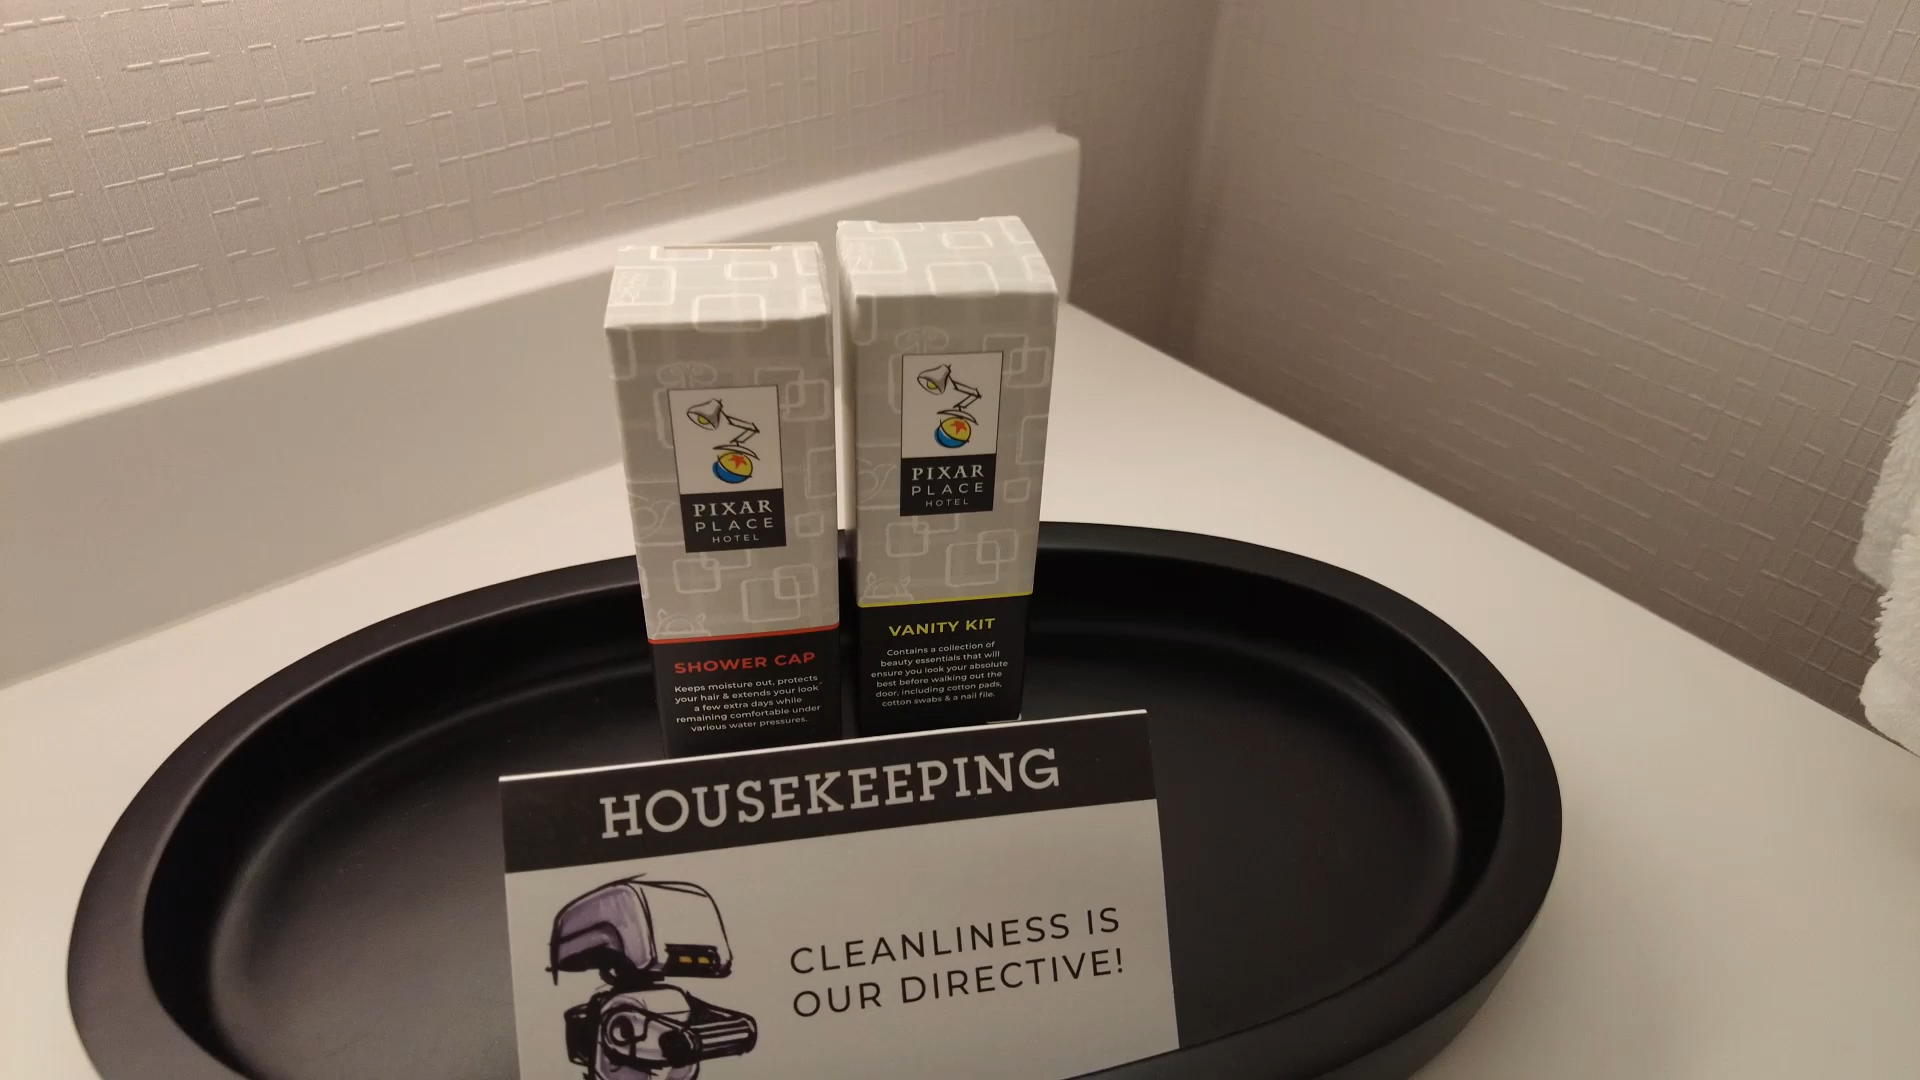 PIXAR
PLACE
HOTEL
SHOWER CAP
Keeps moisture out, protects
your hair & extends your look
a few extra days while
remaining comfortable under
various water pressures.
PIXAR
PLACE
HOTEL
VANITY KIT
Contains a collection of
beauty essentials that will
ensure you look your absolute
best before walking out the
door, including cotton pads,
cotton swabs & a nail file.
HOUSEKEEPING
CLEANLINESS IS
OUR DIRECTIVE!